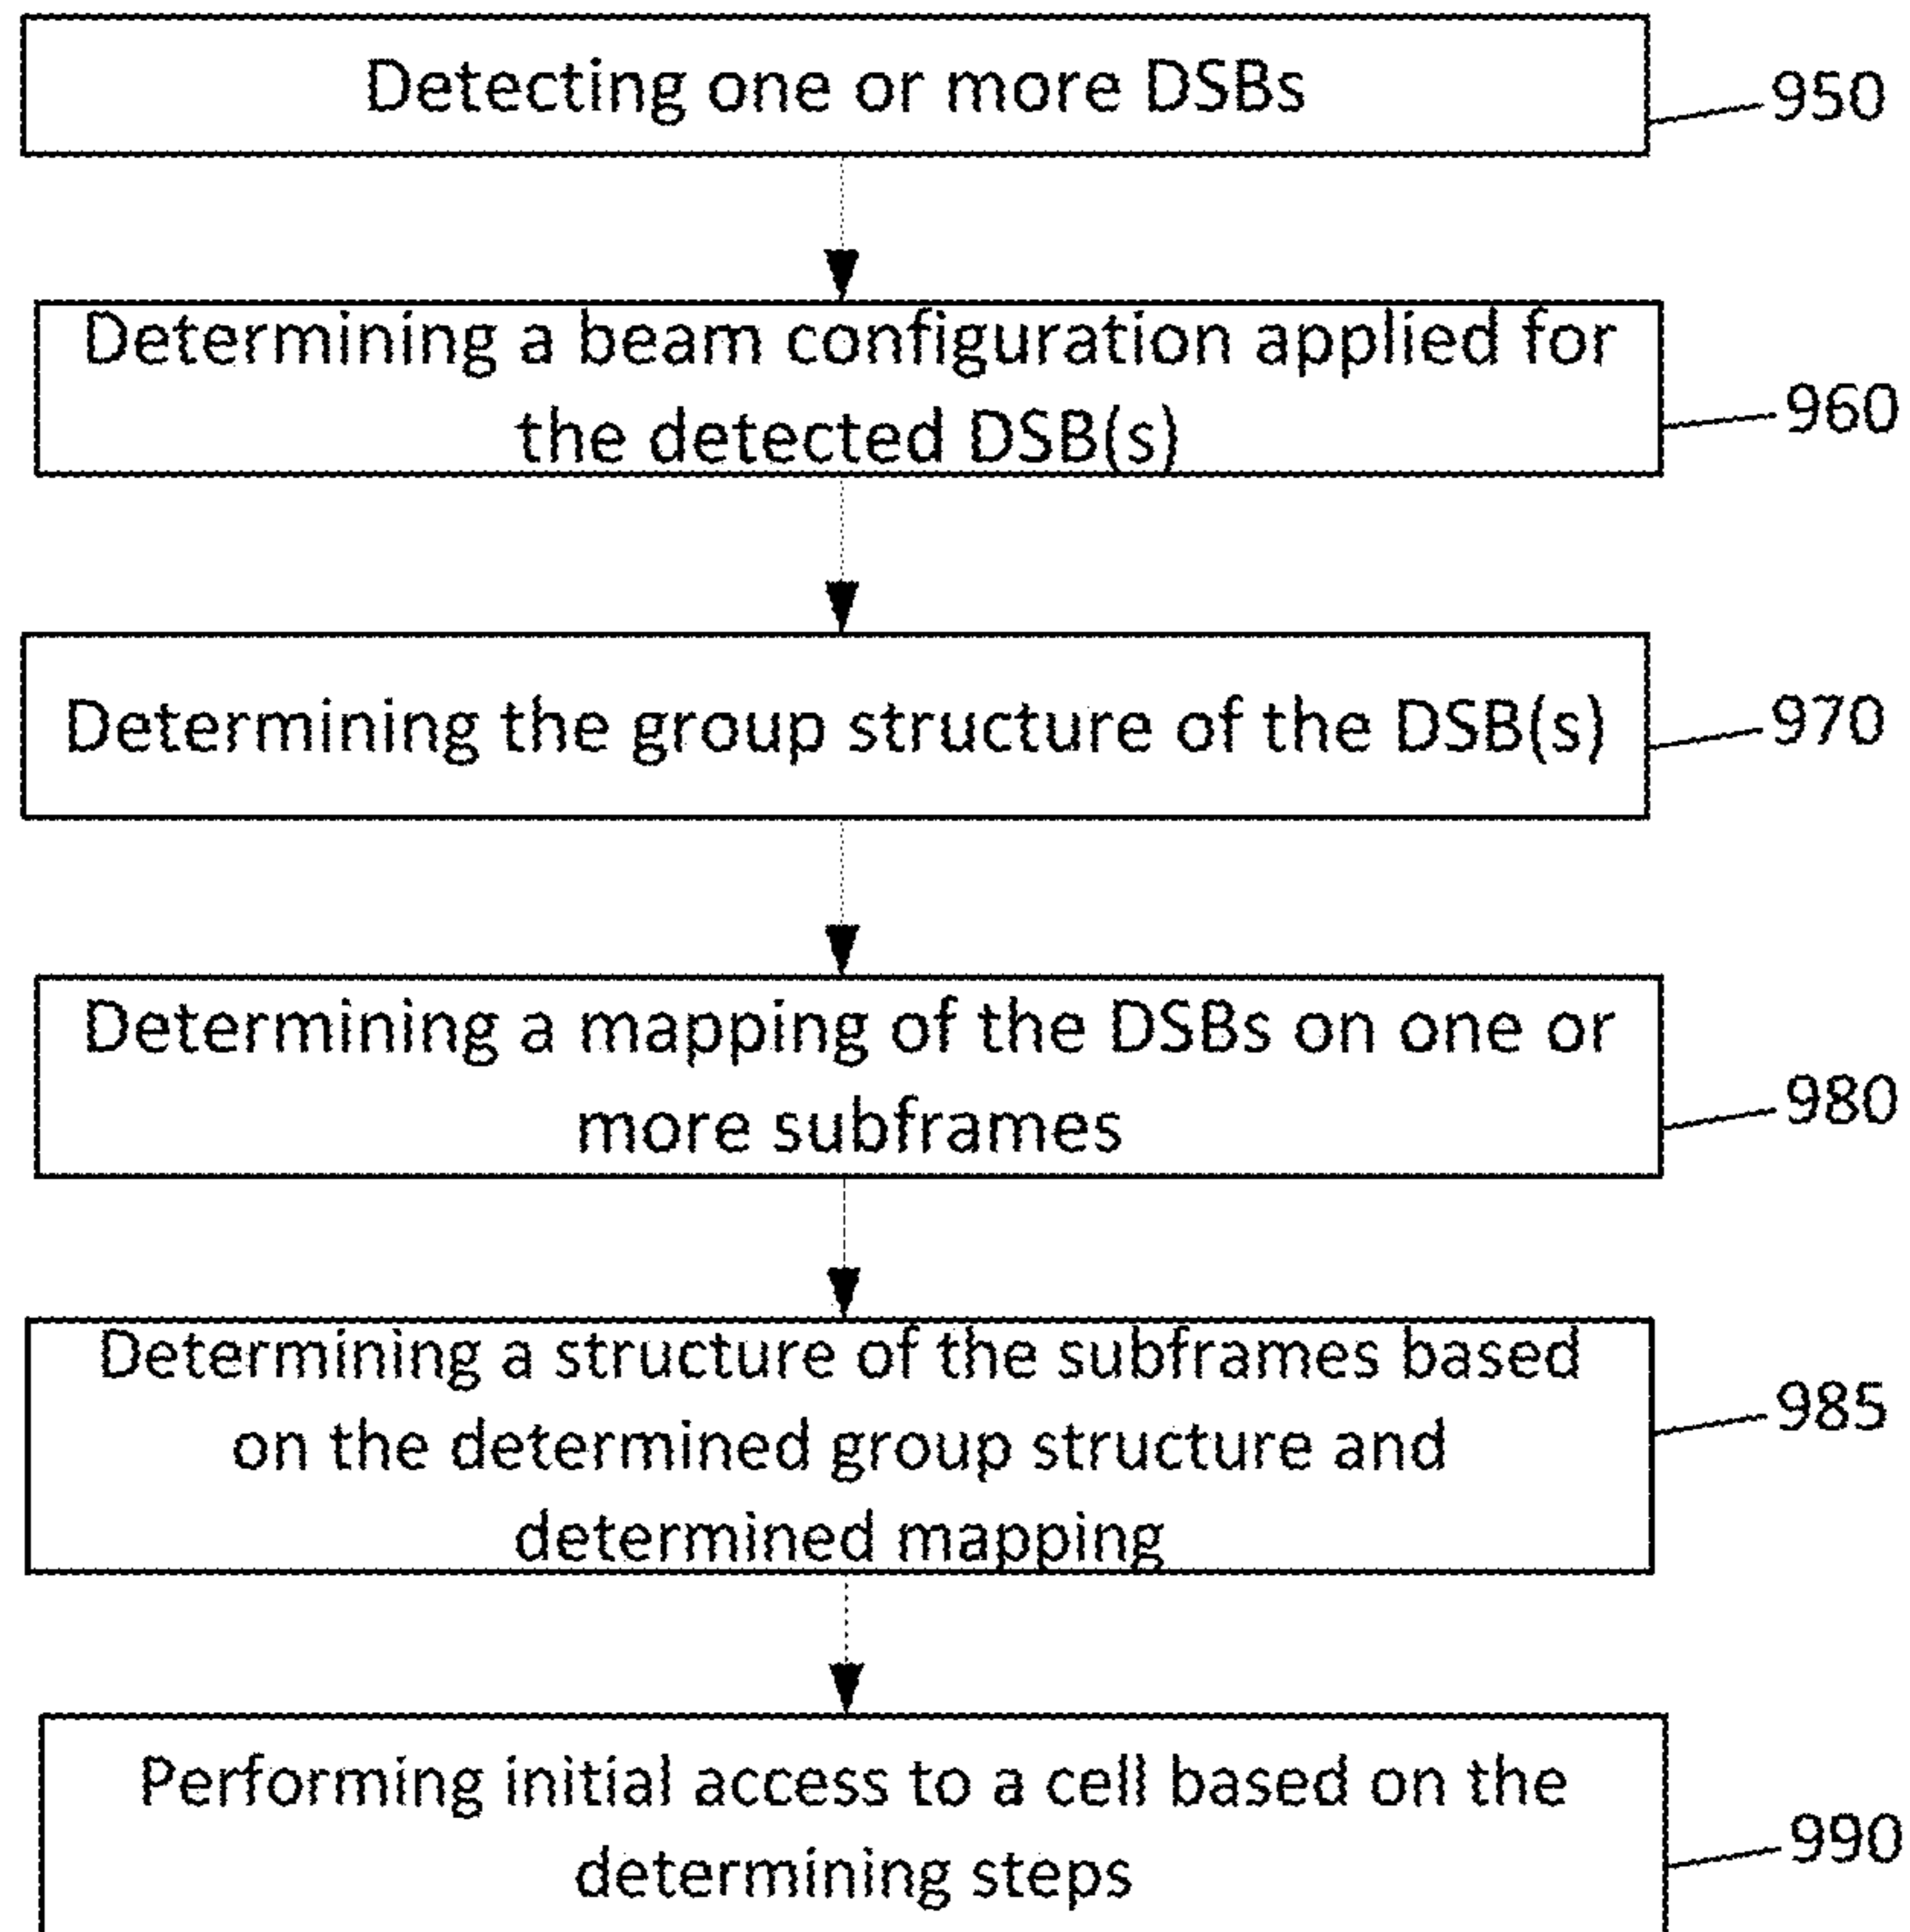 Detecting one or more DSBs
950
Determining a beam configuration applied for
the detected DSB(s)
960
Determining the group structure of the DSB(s)
970
Determining a mapping of the DSBs on one or
more subframes
980
Determining a structure of the subframes based
on the determined group structure and
determined mapping
985
Performing initial access to a cell based on the
determining steps
990